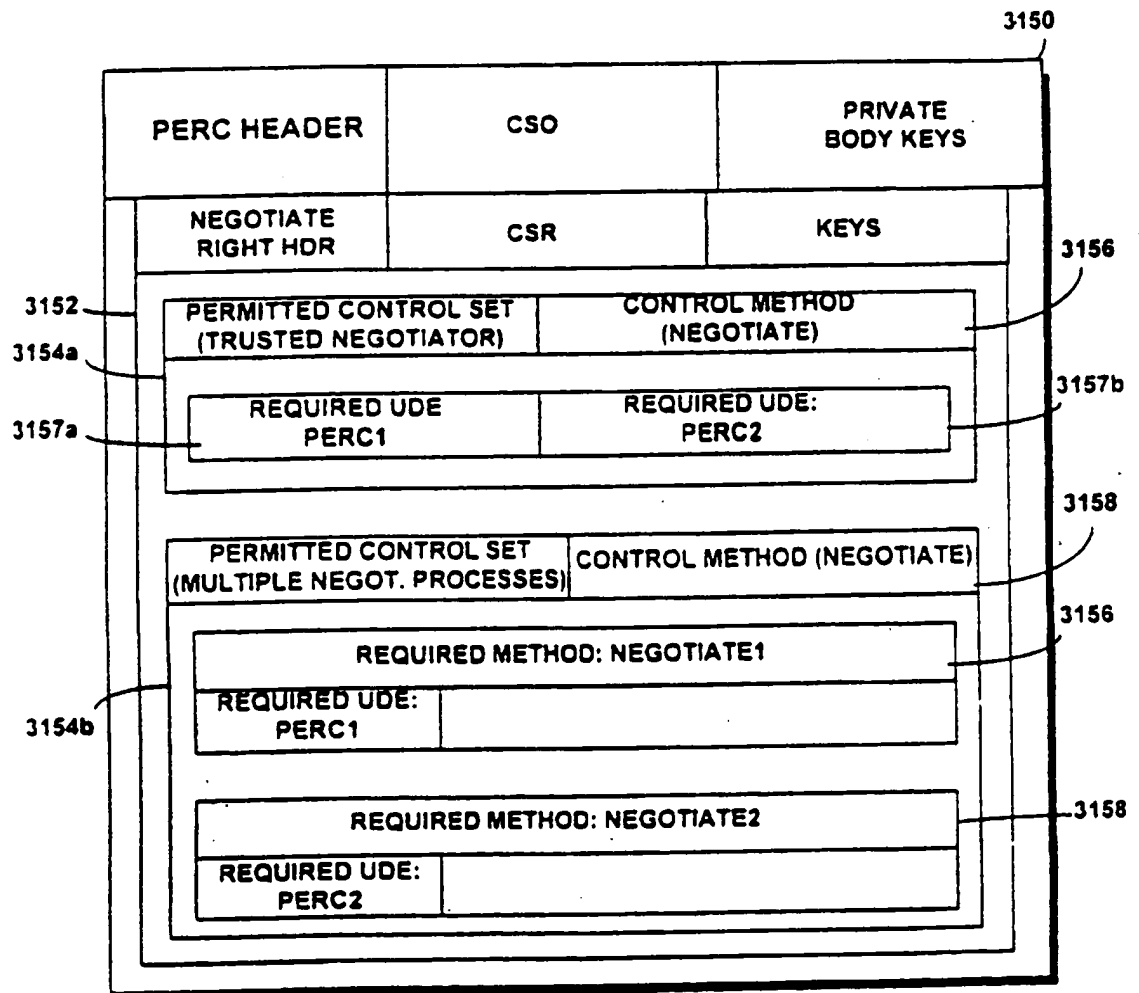 3150
PERC HEADER
CSO
PRIVATE
BODY KEYS
NEGOTIATE
RIGHT HDR
CSR
KEYS
3156
3152
PERMITTED CONTROL SET
(TRUSTED NEGOTIATOR)
CONTROL METHOD
(NEGOTIATE)
3154a
3157a
REQUIRED UDE
PERC1
REQUIRED UDE:
PERC2
3157b
3158
PERMITTED CONTROL SET
(MULTIPLE NEGOT. PROCESSES)
CONTROL METHOD (NEGOTIATE)
3156
REQUIRED METHOD: NEGOTIATE1
REQUIRED UDE:
PERC1
3154b
REQUIRED METHOD: NEGOTIATE2
3158
REQUIRED UDE:
PERC2